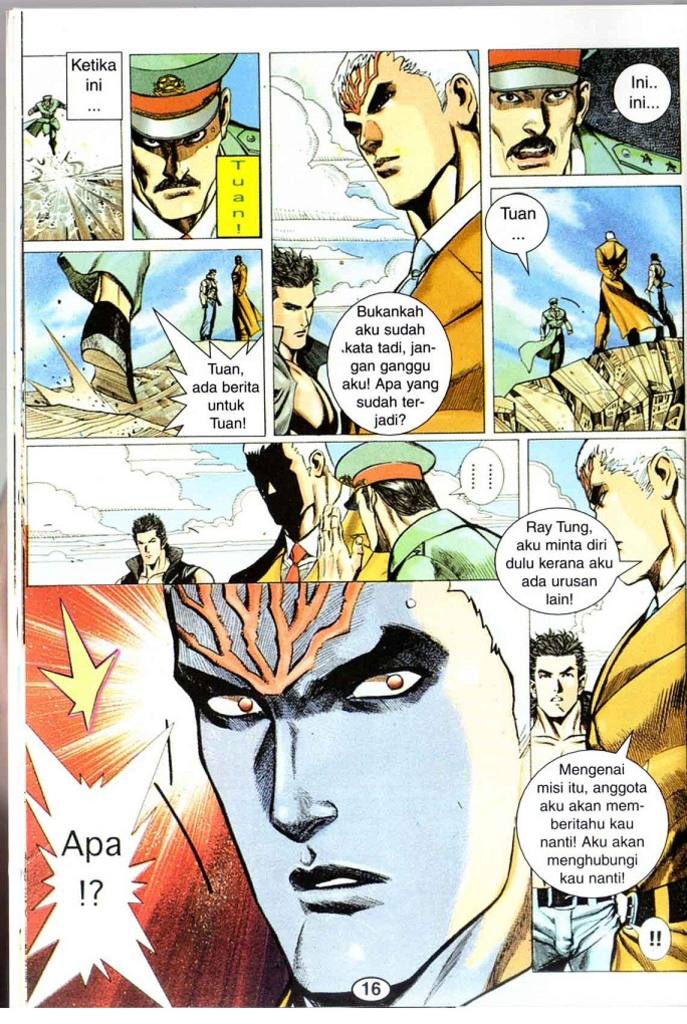 Ketika
ini
...
Tuan!
Tuan,
ada berita
untuk
Tuan!
Bukankah
aku sudah
kata tadi, jan-
gan ganggu
aku! Apa yang
sudah ter-
jadi?
Ini..
ini...
Tuan
...
......
Apa
!?
Ray Tung,
aku minta diri
dulu kerana aku
ada urusan
lain!
Mengenai
misi itu, anggota
aku akan mem-
beritahu kau
nanti! Aku akan
menghubungi
kau nanti!
!!
16